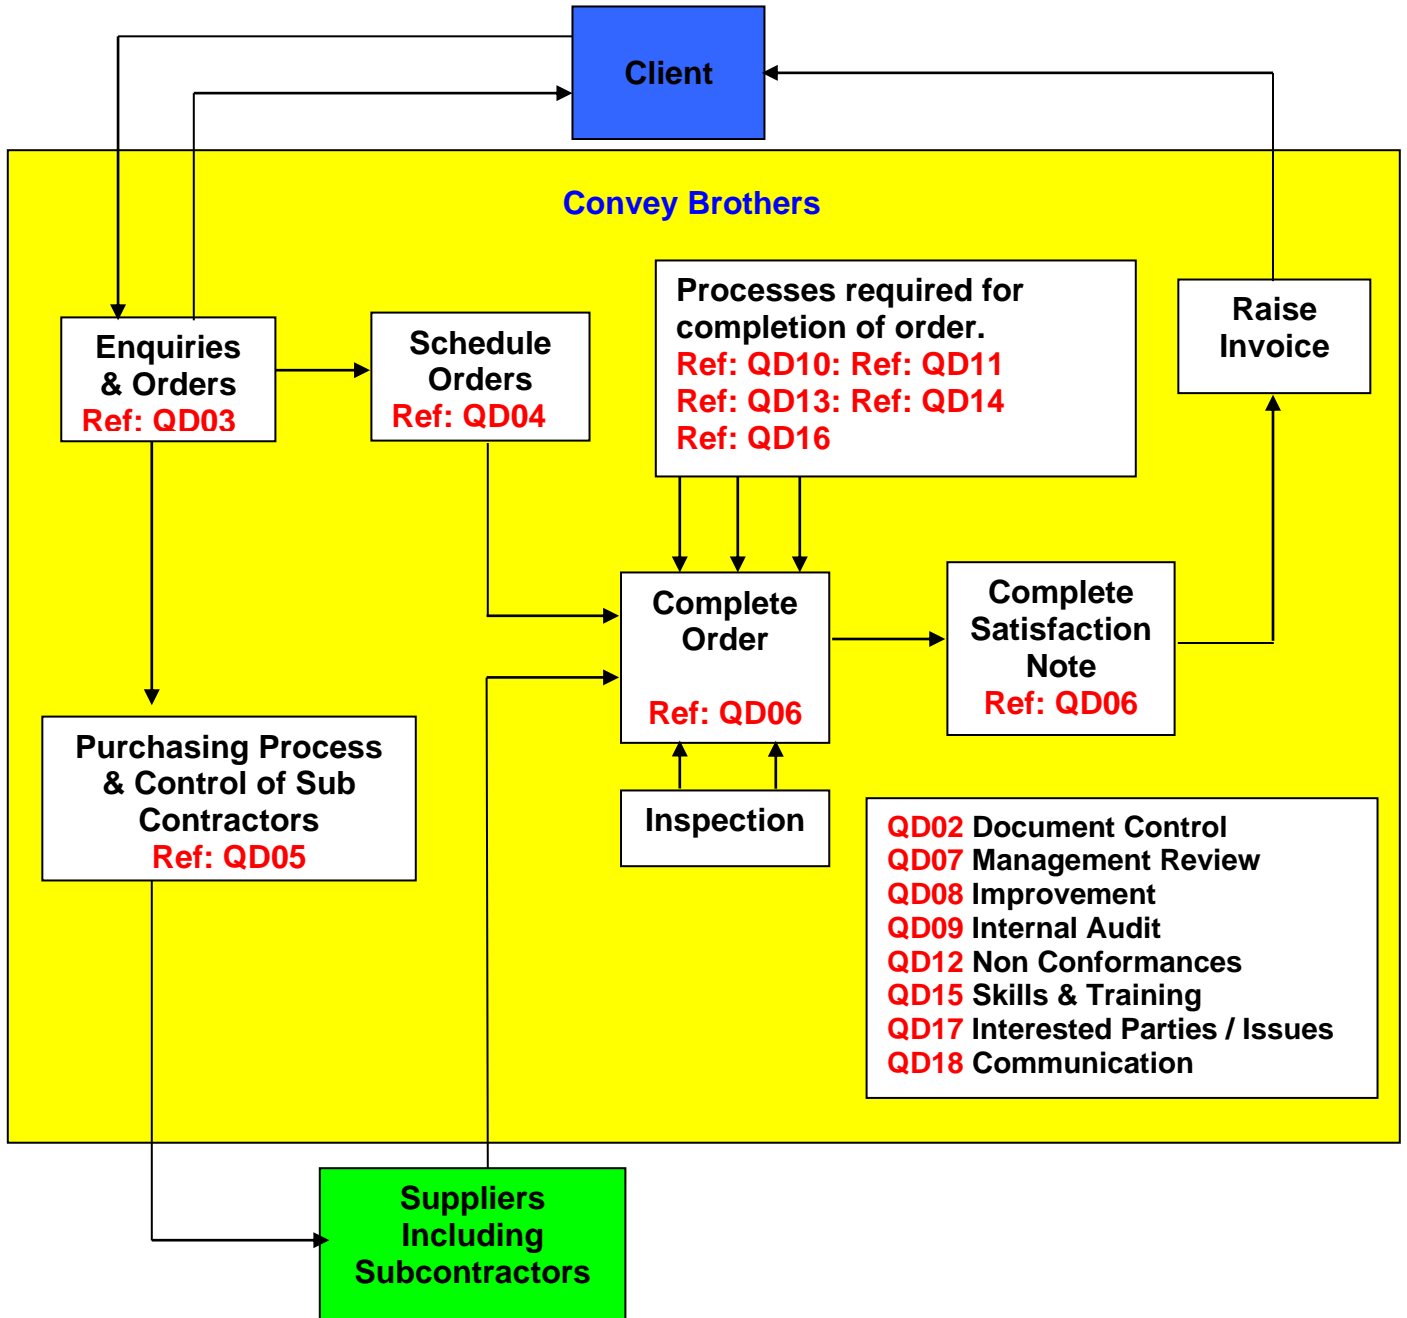 Client
Convey Brothers
Enquiries
& Orders
Ref: QD03
Schedule
Orders
Ref: QD04
Processes required for
completion of order.
Ref: QD10: Ref: QD11
Ref: QD13: Ref: QD14
Ref: QD16
Raise
Invoice
Complete
Order
Ref: QD06
Complete
Satisfaction
Note
Ref: QD06
Purchasing Process
& Control of Sub
Contractors
Ref: QD05
Inspection
QD02 Document Control
QD07 Management Review
QD08 Improvement
QD09 Internal Audit
QD12 Non Conformances
QD15 Skills & Training
QD17 Interested Parties / Issues
QD18 Communication
Suppliers
Including
Subcontractors